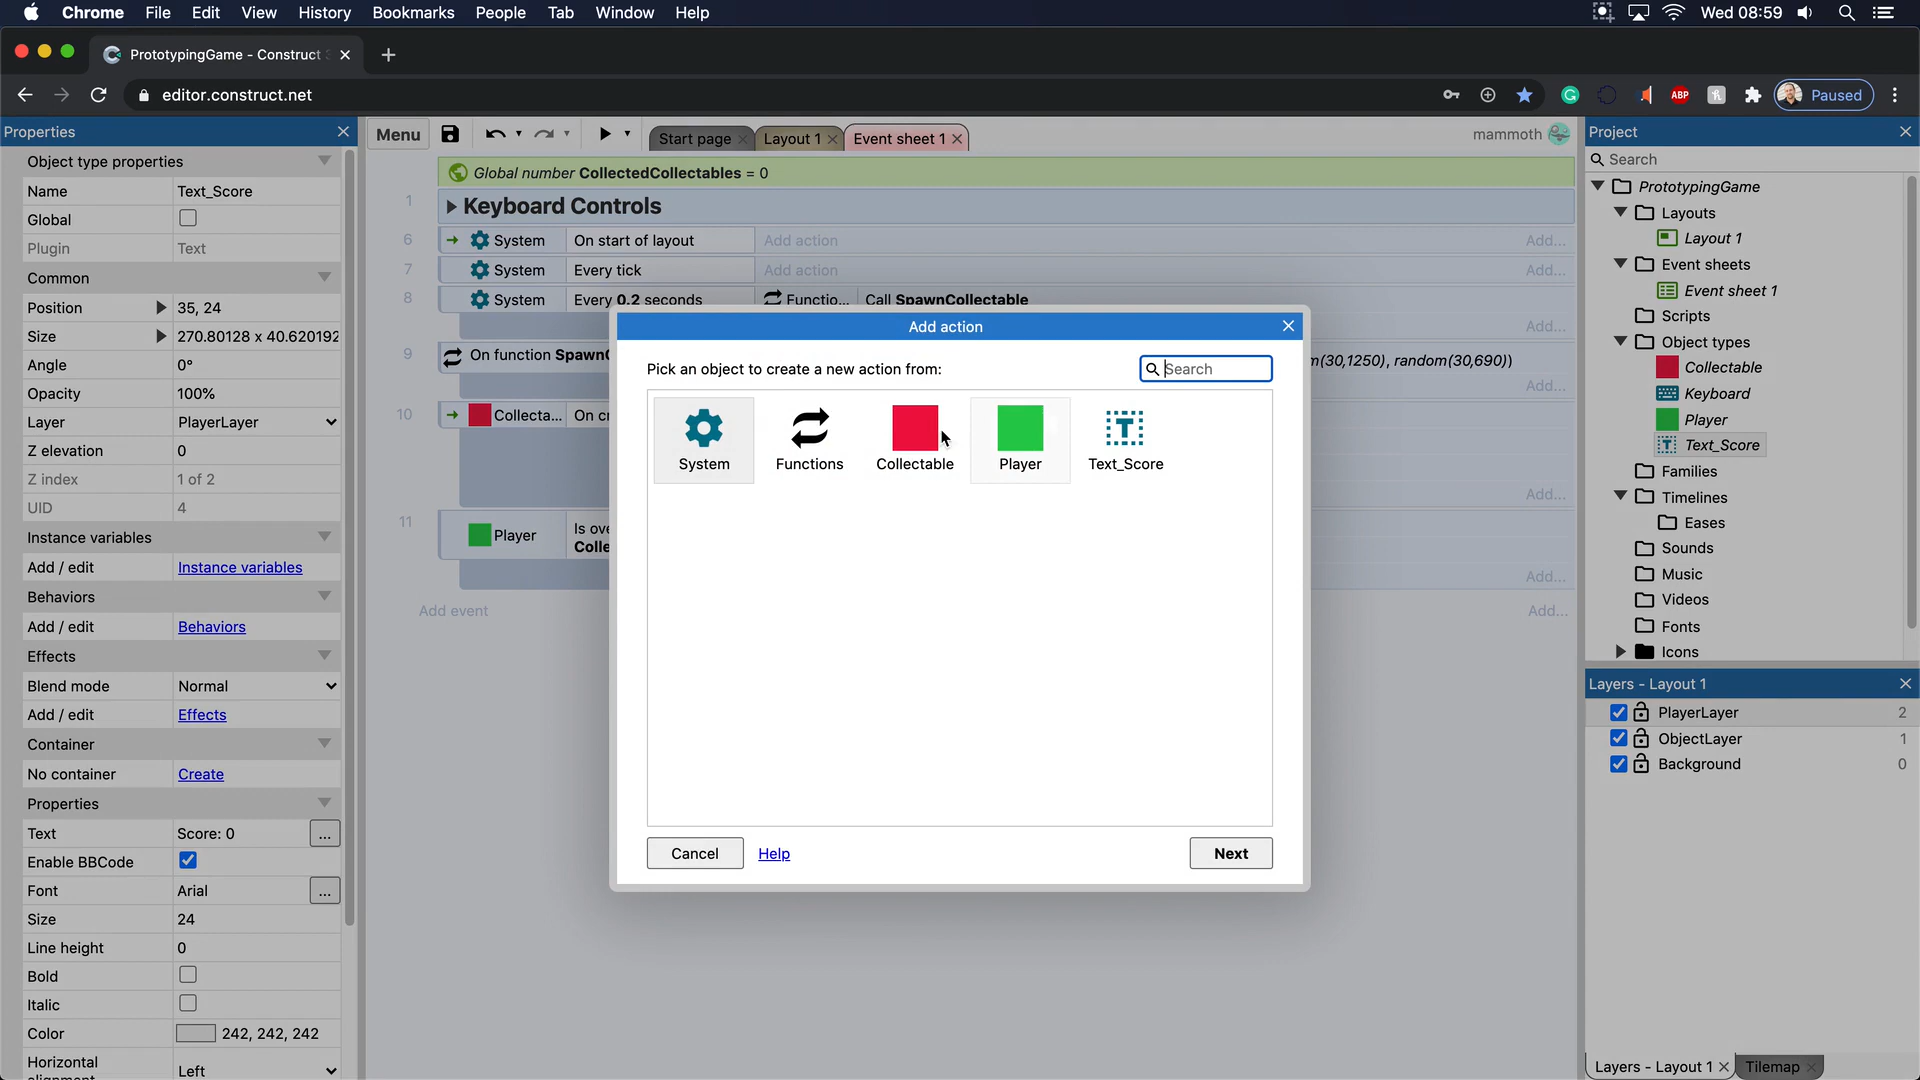 Chrome File Edit View History Bookmarks People Tab Window Help Wed 08:59
PrototypingGame - Construct 3
editor.construct.net
ABP
Paused
Properties
Object type properties
Name Text_Score
Global
Plugin Text
Common
Position 35, 24
Size 270.80128 x 40.620192
Angle 0°
Opacity 100%
Layer PlayerLayer
Z elevation 0
Z index 1 of 2
UID 4
Instance variables
Add / edit Instance variables
Behaviors
Add / edit Behaviors
Effects
Blend mode Normal
Add / edit Effects
Container
No container Create
Properties
Text Score: 0 ...
Enable BBCode
Font Arial ...
Size 24
Line height 0
Bold
Italic
Color 242, 242, 242
Horizontal
Left
Menu
Start page
Layout 1
Event sheet 1
mammoth
Global number CollectedCollectables = 0
1 Keyboard Controls
6 System On start of layout Add action Add...
7 System Every tick Add action Add...
8 System Every 0.2 seconds Functio... Call SpawnCollectable
Add...
9 On function SpawnC m(30,1250), random(30,690))
Add...
10 Collecta... On cr
Add...
11 Player Is ove
Colle
Add...
Add event Add...
Add action
Pick an object to create a new action from:
Search
System
Functions
Collectable
Player
Text_Score
Cancel
Help
Next
Project
Search
PrototypingGame
Layouts
Layout 1
Event sheets
Event sheet 1
Scripts
Object types
Collectable
Keyboard
Player
Text_Score
Families
Timelines
Eases
Sounds
Music
Videos
Fonts
Icons
Layers - Layout 1
PlayerLayer 2
ObjectLayer 1
Background 0
Layers - Layout 1
Tilemap